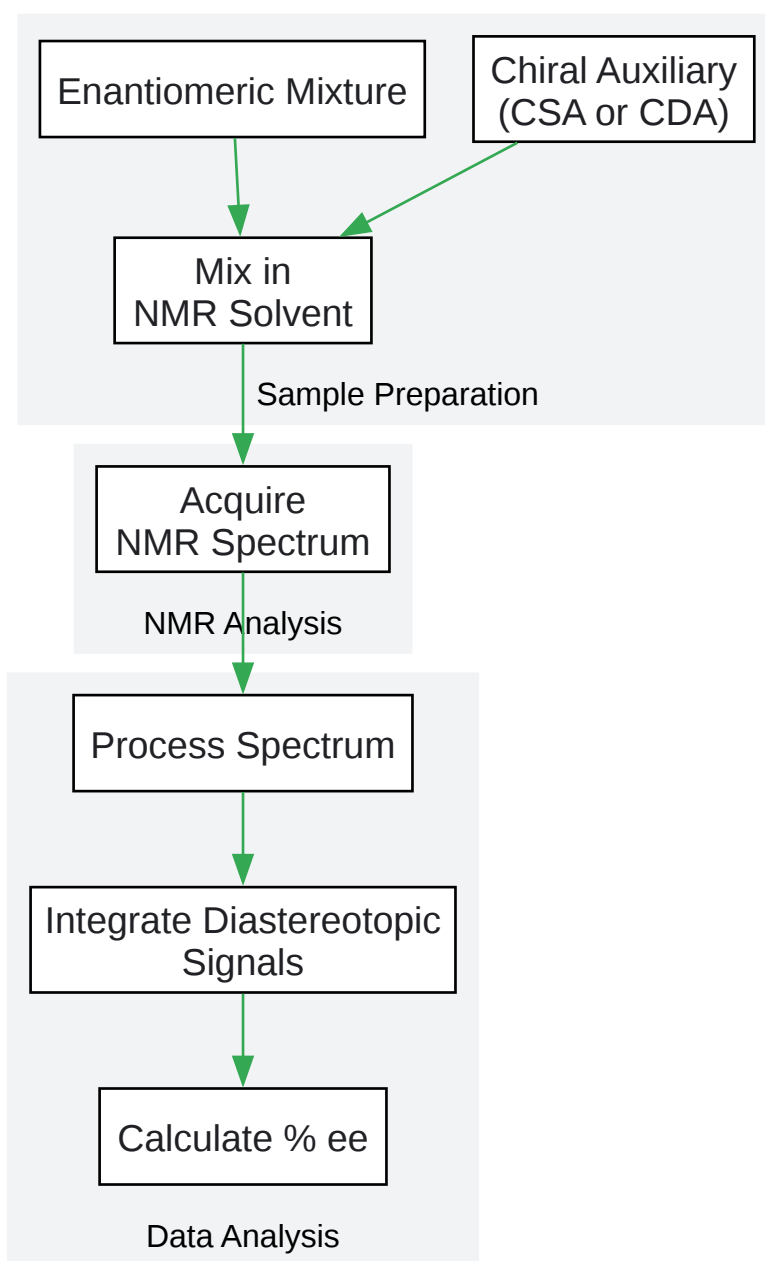 Enantiomeric Mixture
Chiral Auxiliary
(CSA or CDA)
Mix in
NMR Solvent
Sample Preparation
Acquire
NMR Spectrum
NMR Analysis
Process Spectrum
Integrate Diastereotopic
Signals
Calculate % ee
Data Analysis